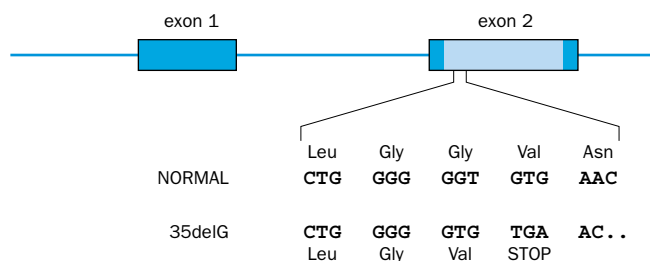 exon 1 exon 2
Leu Gly Gly Val Asn
NORMAL CTG GGG GGT GTG AAC
35delG CTG GGG GTG TGA AC..
Leu Gly Val STOP